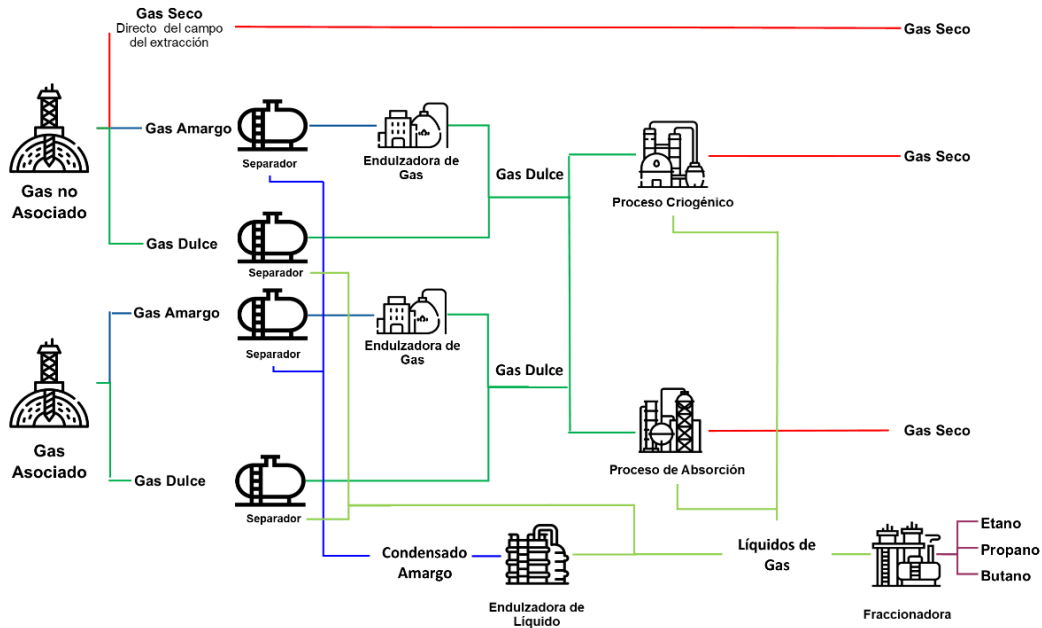 Gas Seco
Directo del campo
del extracción
Gas Seco
Gas Amargo
Separador
Endulzadora de
Gas
Gas no
Asociado
Gas Dulce
Proceso Criogénico
Gas Seco
Gas Dulce
Separador
Gas Amargo
Separador
Endulzadora de
Gas
Gas Dulce
Gas
Asociado
Proceso de Absorción
Gas Seco
Gas Dulce
Separador
Condensado
Amargo
Endulzadora de
Líquido
Líquidos de
Gas
Fraccionadora
Etano
Propano
Butano